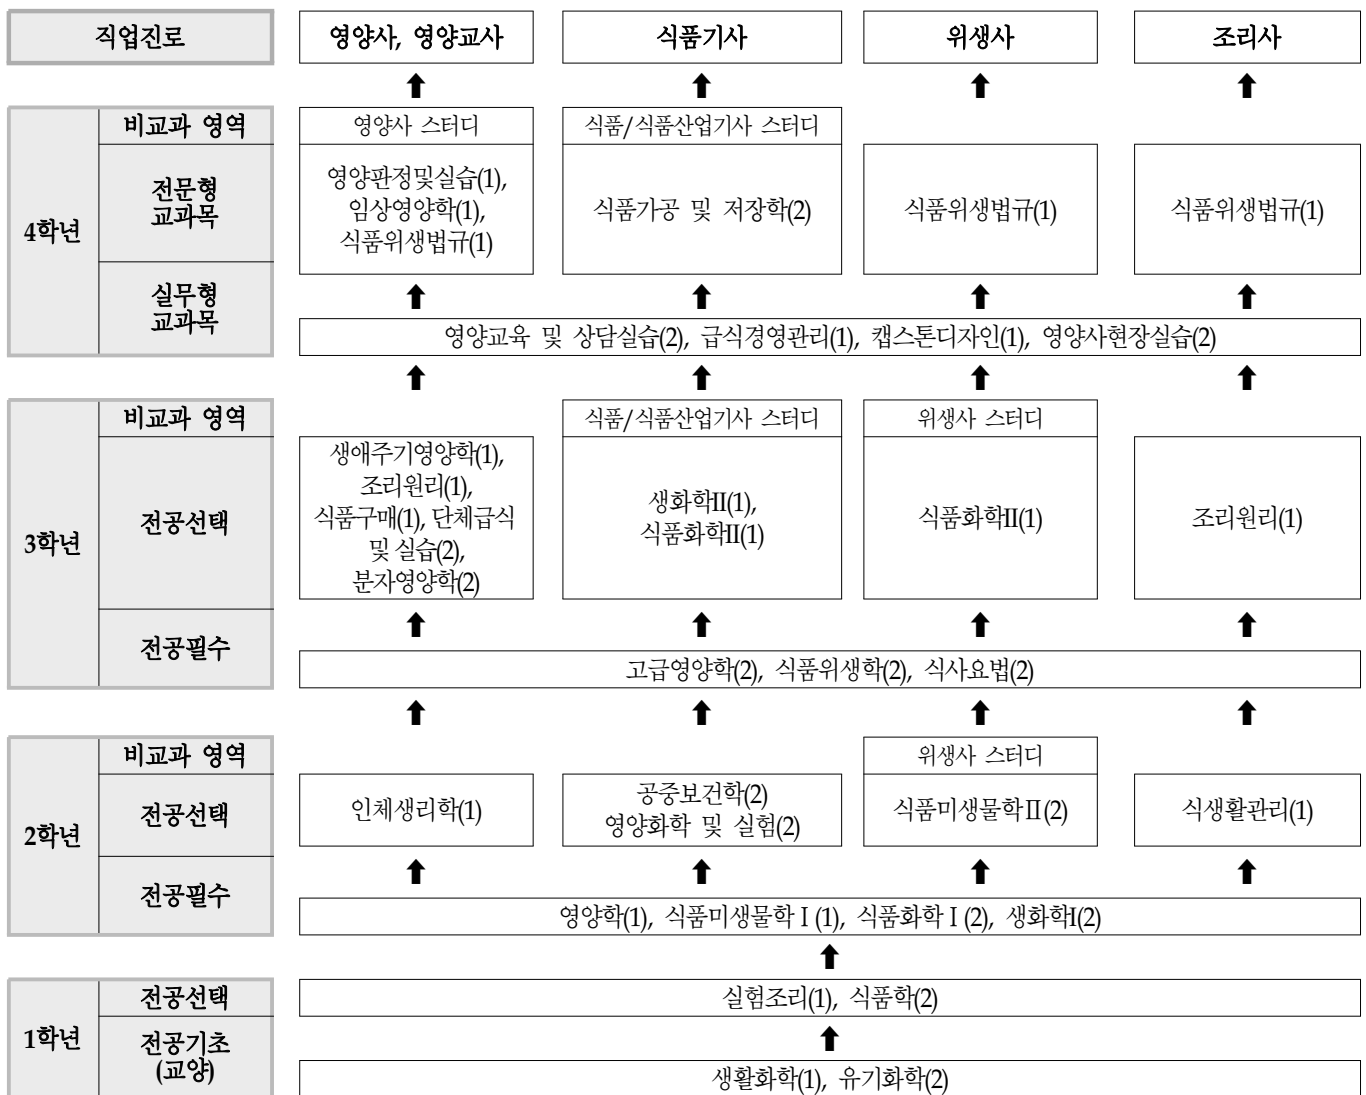 직업진로
영양사, 영양교사
식품기사
위생사
조리사
4학년
비교과 영역
영양사 스터디
식품/식품산업기사 스터디
전문형
교과목
영양판정및실습(1),
임상영양학(1),
식품위생법규(1)
식품가공 및 저장학(2)
식품위생법규(1)
식품위생법규(1)
실무형
교과목
영양교육 및 상담실습(2), 급식경영관리(1), 캡스톤디자인(1), 영양사현장실습(2)
3학년
비교과 영역
식품/식품산업기사 스터디
위생사 스터디
전공선택
생애주기영양학(1),
조리원리(1),
식품구매(1), 단체급식
및 실습(2),
분자영양학(2)
생화학II(1),
식품화학II(1)
식품화학II(1)
조리원리(1)
전공필수
고급영양학(2), 식품위생학(2), 식사요법(2)
2학년
비교과 영역
위생사 스터디
전공선택
인체생리학(1)
공중보건학(2)
영양화학 및 실험(2)
식품미생물학Ⅱ(2)
식생활관리(1)
전공필수
영양학(1), 식품미생물학Ⅰ(1), 식품화학Ⅰ(2), 생화학I(2)
1학년
전공선택
실험조리(1), 식품학(2)
전공기초
(교양)
생활화학(1), 유기화학(2)